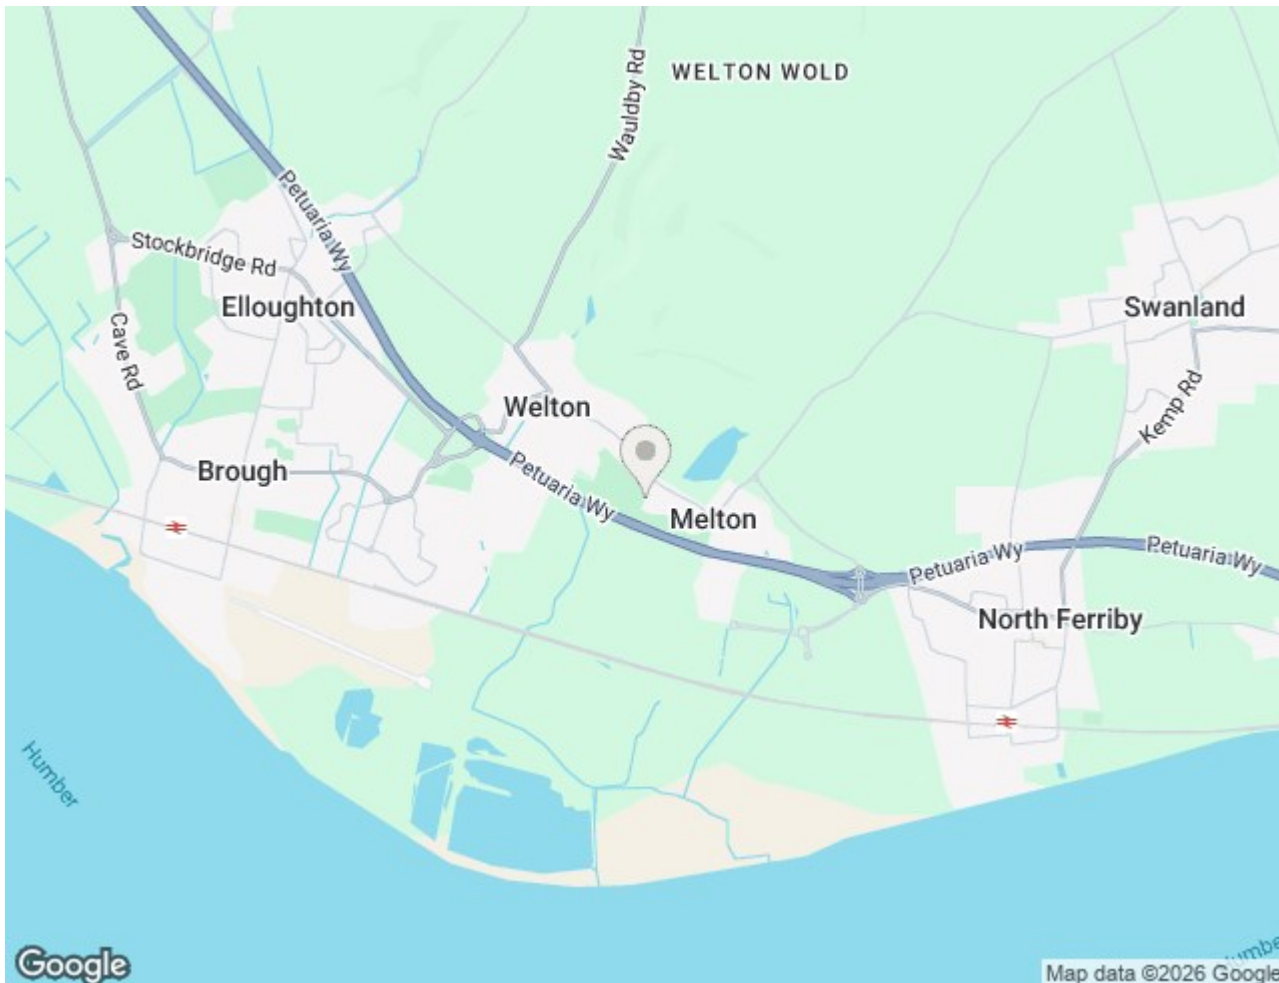 WELTON WOLD
Wauldby Rd
Petuaria Wy
Stockbridge Rd
Elloughton
Swanland
Cave Rd
Kemp Rd
Welton
Brough
Petuaria Wy
Melton
Petuaria Wy
Petuaria Wy
North Ferriby
Humber
Humbe
Google
Map data ©2026 Google